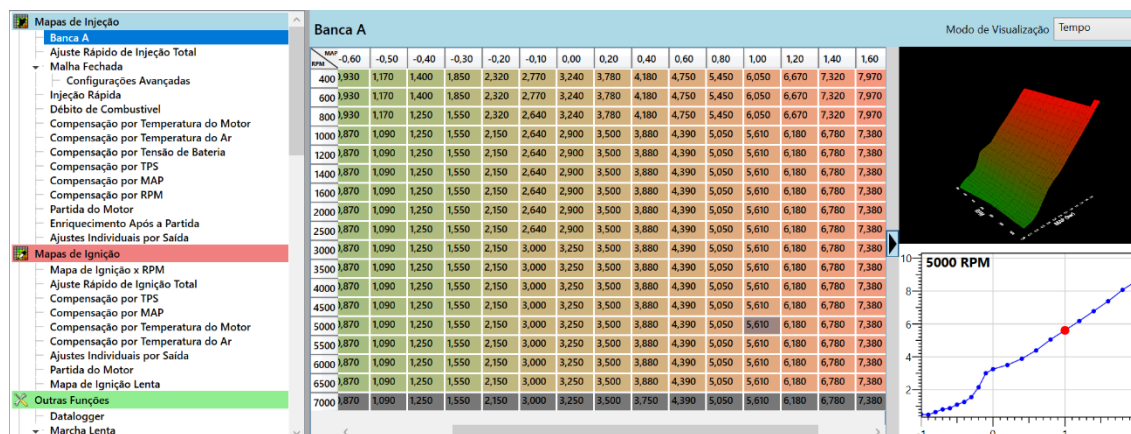 Mapas de Injeção
Banca A
Ajuste Rápido de Injeção Total
Malha Fechada
Configurações Avançadas
Injeção Rápida
Débito de Combustivel
Compensação por Temperatura do Motor
Compensação por Temperatura do Ar
Compensação por Tensão de Bateria
Compensação por TPS
Compensação por MAP
Compensação por RPM
Partida do Motor
Enriquecimento Após a Partida
Ajustes Individuais por Saída
Mapas de Ignição
Mapa de Ignição x RPM
Ajuste Rápido de Ignição Total
Compensação por TPS
Compensação por MAP
Compensação por Temperatura do Motor
Compensação por Temperatura do Ar
Ajustes Individuais por Saída
Partida do Motor
Mapa de Ignição Lenta
Outras Funções
Datalogger
Marcha Lenta
Banca A
Modo de Visualização Tempo
MAP
RPM
-0,60 -0,50 -0,40 -0,30 -0,20 -0,10 0,00 0,20 0,40 0,60 0,80 1,00 1,20 1,40 1,60
400 ,930 1,170 1,400 1,850 2,320 2,770 3,240 3,780 4,180 4,750 5,450 6,050 6,670 7,320 7,970
600 ,930 1,170 1,400 1,850 2,320 2,770 3,240 3,780 4,180 4,750 5,450 6,050 6,670 7,320 7,970
800 ,930 1,170 1,250 1,550 2,320 2,640 3,240 3,780 4,180 4,750 5,450 6,050 6,670 7,320 7,970
1000 ,870 1,090 1,250 1,550 2,150 2,640 2,900 3,500 3,880 4,390 5,050 5,610 6,180 6,780 7,380
1200 ,870 1,090 1,250 1,550 2,150 2,640 2,900 3,500 3,880 4,390 5,050 5,610 6,180 6,780 7,380
1400 ,870 1,090 1,250 1,550 2,150 2,640 2,900 3,500 3,880 4,390 5,050 5,610 6,180 6,780 7,380
1600 ,870 1,090 1,250 1,550 2,150 2,640 2,900 3,500 3,880 4,390 5,050 5,610 6,180 6,780 7,380
2000 ,870 1,090 1,250 1,550 2,150 2,640 2,900 3,500 3,880 4,390 5,050 5,610 6,180 6,780 7,380
2500 ,870 1,090 1,250 1,550 2,150 2,640 2,900 3,500 3,880 4,390 5,050 5,610 6,180 6,780 7,380
3000 ,870 1,090 1,250 1,550 2,150 3,000 3,250 3,500 3,880 4,390 5,050 5,610 6,180 6,780 7,380
3500 ,870 1,090 1,250 1,550 2,150 3,000 3,250 3,500 3,880 4,390 5,050 5,610 6,180 6,780 7,380
4000 ,870 1,090 1,250 1,550 2,150 3,000 3,250 3,500 3,880 4,390 5,050 5,610 6,180 6,780 7,380
4500 ,870 1,090 1,250 1,550 2,150 3,000 3,250 3,500 3,880 4,390 5,050 5,610 6,180 6,780 7,380
5000 ,870 1,090 1,250 1,550 2,150 3,000 3,250 3,500 3,880 4,390 5,050 5,610 6,180 6,780 7,380
5500 ,870 1,090 1,250 1,550 2,150 3,000 3,250 3,500 3,880 4,390 5,050 5,610 6,180 6,780 7,380
6000 ,870 1,090 1,250 1,550 2,150 3,000 3,250 3,500 3,880 4,390 5,050 5,610 6,180 6,780 7,380
6500 ,870 1,090 1,250 1,550 2,150 3,000 3,250 3,500 3,880 4,390 5,050 5,610 6,180 6,780 7,380
7000 ,870 1,090 1,250 1,550 2,150 3,000 3,250 3,500 3,750 4,390 5,050 5,610 6,180 6,780 7,380
MAP (bar)
5000 RPM
10
8
6
4
2
-1 0 1